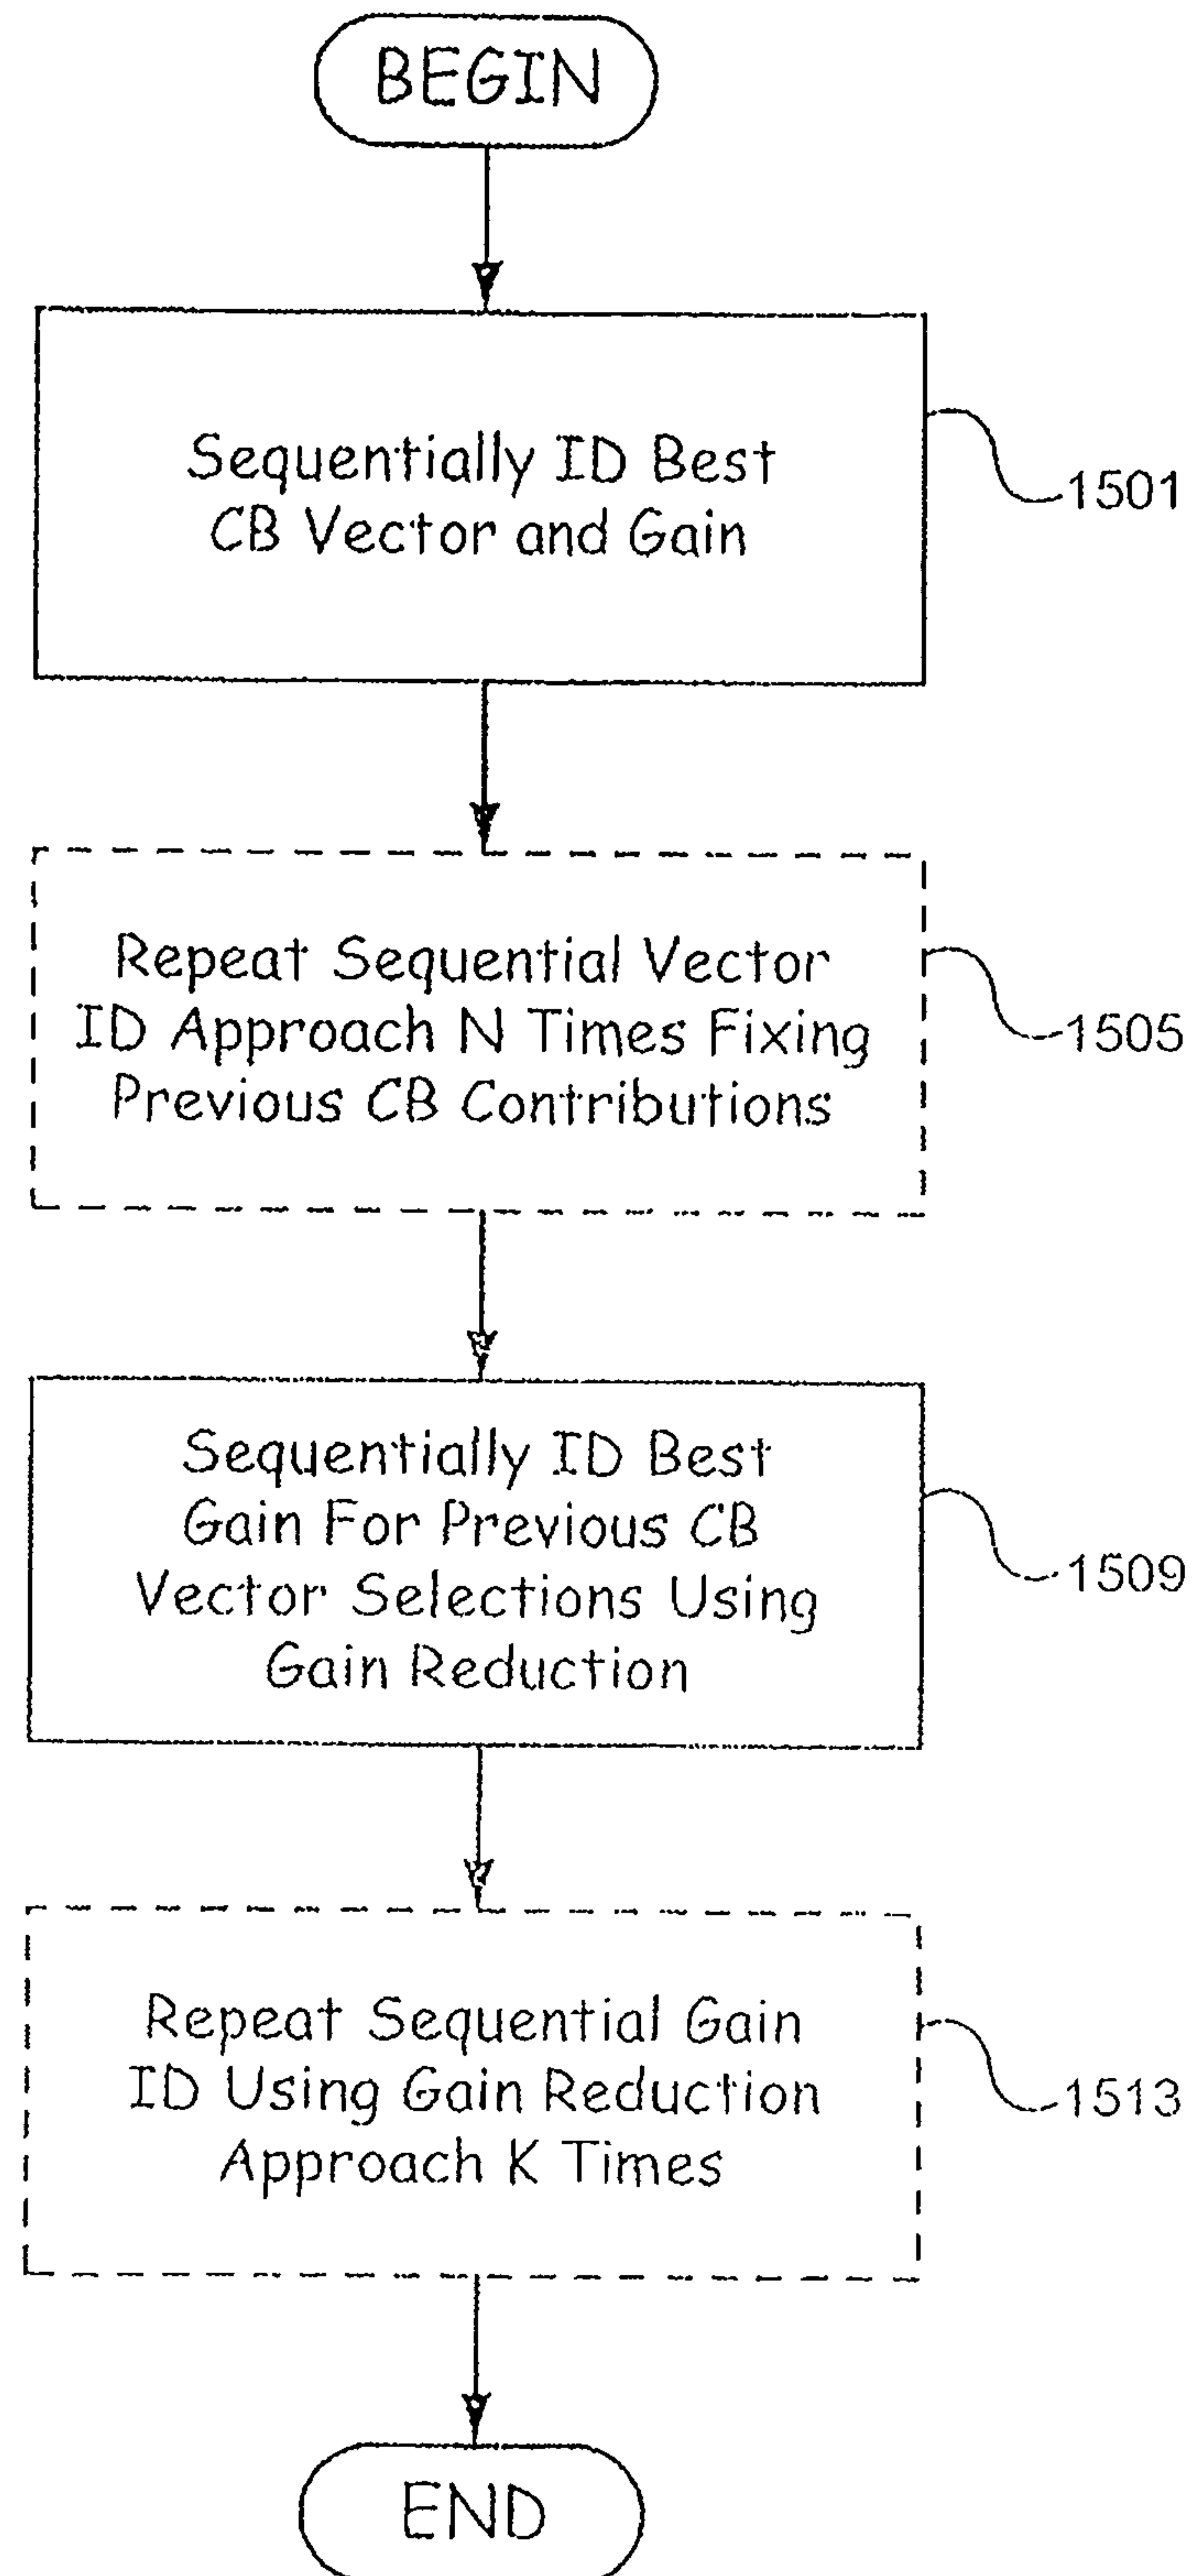 BEGIN
Sequentially ID Best
CB Vector and Gain
1501
Repeat Sequential Vector
ID Approach N Times Fixing
Previous CB Contributions
1505
Sequentially ID Best
Gain For Previous CB
Vector Selections Using
Gain Reduction
1509
Repeat Sequential Gain
ID Using Gain Reduction
Approach K Times
1513
END